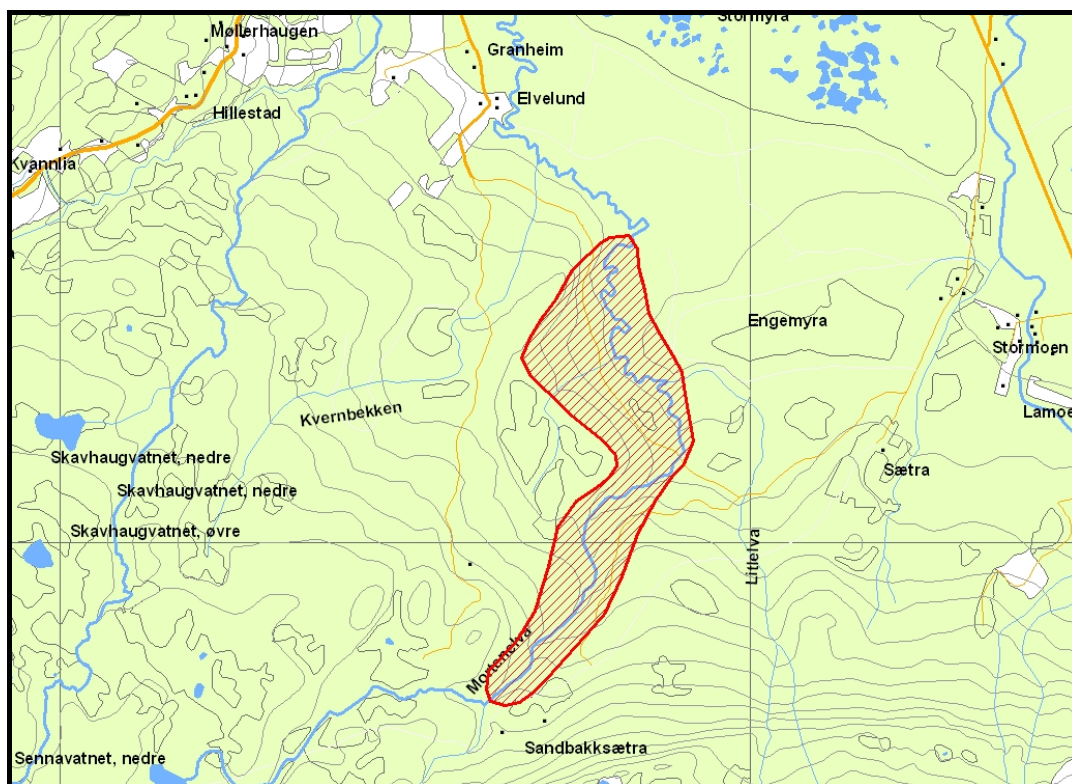 Stormyra
Møllerhaugen
Granheim
Elvelund
Hillestad
Kvannlia
Engemyra
Stormoen
Kvernbekken
Lamoe
Skavhaugvatnet, nedre
Sætra
Skavhaugvatnet, nedre
Skavhaugvatnet, øvre
Litlelva
Mortenelva
Sandbakksætra
Sennavatnet, nedre